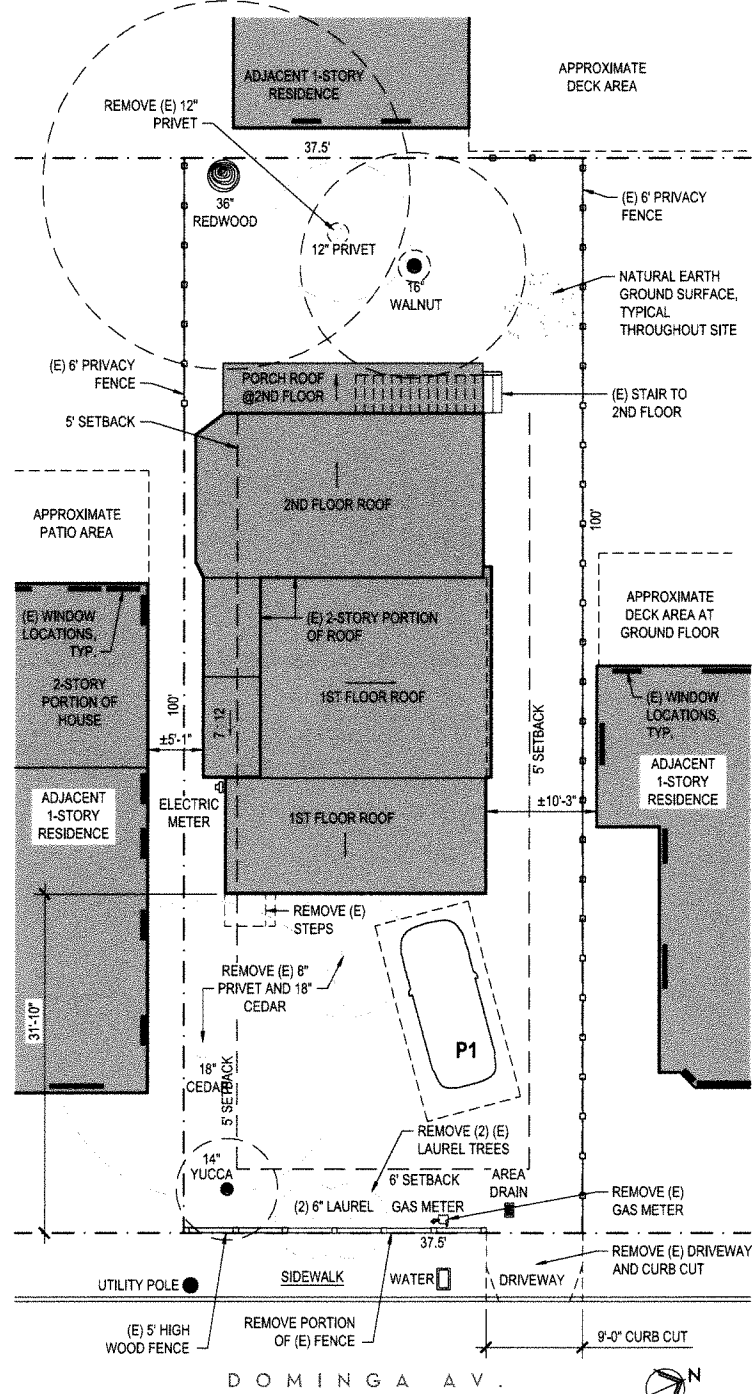 ADJACENT 1-STORY
RESIDENCE
APPROXIMATE
DECK AREA
REMOVE (E) 12"
PRIVET
37.5'
36"
REDWOOD
12" PRIVET
16"
WALNUT
(E) 6' PRIVACY
FENCE
NATURAL EARTH
GROUND SURFACE,
TYPICAL
THROUGHOUT SITE
(E) 6' PRIVACY
FENCE
PORCH ROOF
@2ND FLOOR
(E) STAIR TO
2ND FLOOR
5' SETBACK
2ND FLOOR ROOF
APPROXIMATE
PATIO AREA
100'
(E) WINDOW
LOCATIONS,
TYP.
2-STORY
PORTION OF
HOUSE
(E) 2-STORY PORTION
OF ROOF
APPROXIMATE
DECK AREA AT
GROUND FLOOR
1ST FLOOR ROOF
(E) WINDOW
LOCATIONS,
TYP.
100'
7 12
±5'-1"
5' SETBACK
ADJACENT
1-STORY
RESIDENCE
ADJACENT
1-STORY
RESIDENCE
ELECTRIC
METER
1ST FLOOR ROOF
±10'-3"
REMOVE (E)
STEPS
REMOVE (E) 8"
PRIVET AND 18"
CEDAR
31'-10"
P1
18"
CEDAR
5' SETBACK
REMOVE (2) (E)
LAUREL TREES
14"
YUCCA
6' SETBACK
AREA
DRAIN
(2) 6" LAUREL
GAS METER
REMOVE (E)
GAS METER
37.5'
REMOVE (E) DRIVEWAY
AND CURB CUT
UTILITY POLE
SIDEWALK
WATER
DRIVEWAY
(E) 5' HIGH
WOOD FENCE
REMOVE PORTION
OF (E) FENCE
9'-0" CURB CUT
DOMINGA AV.
N